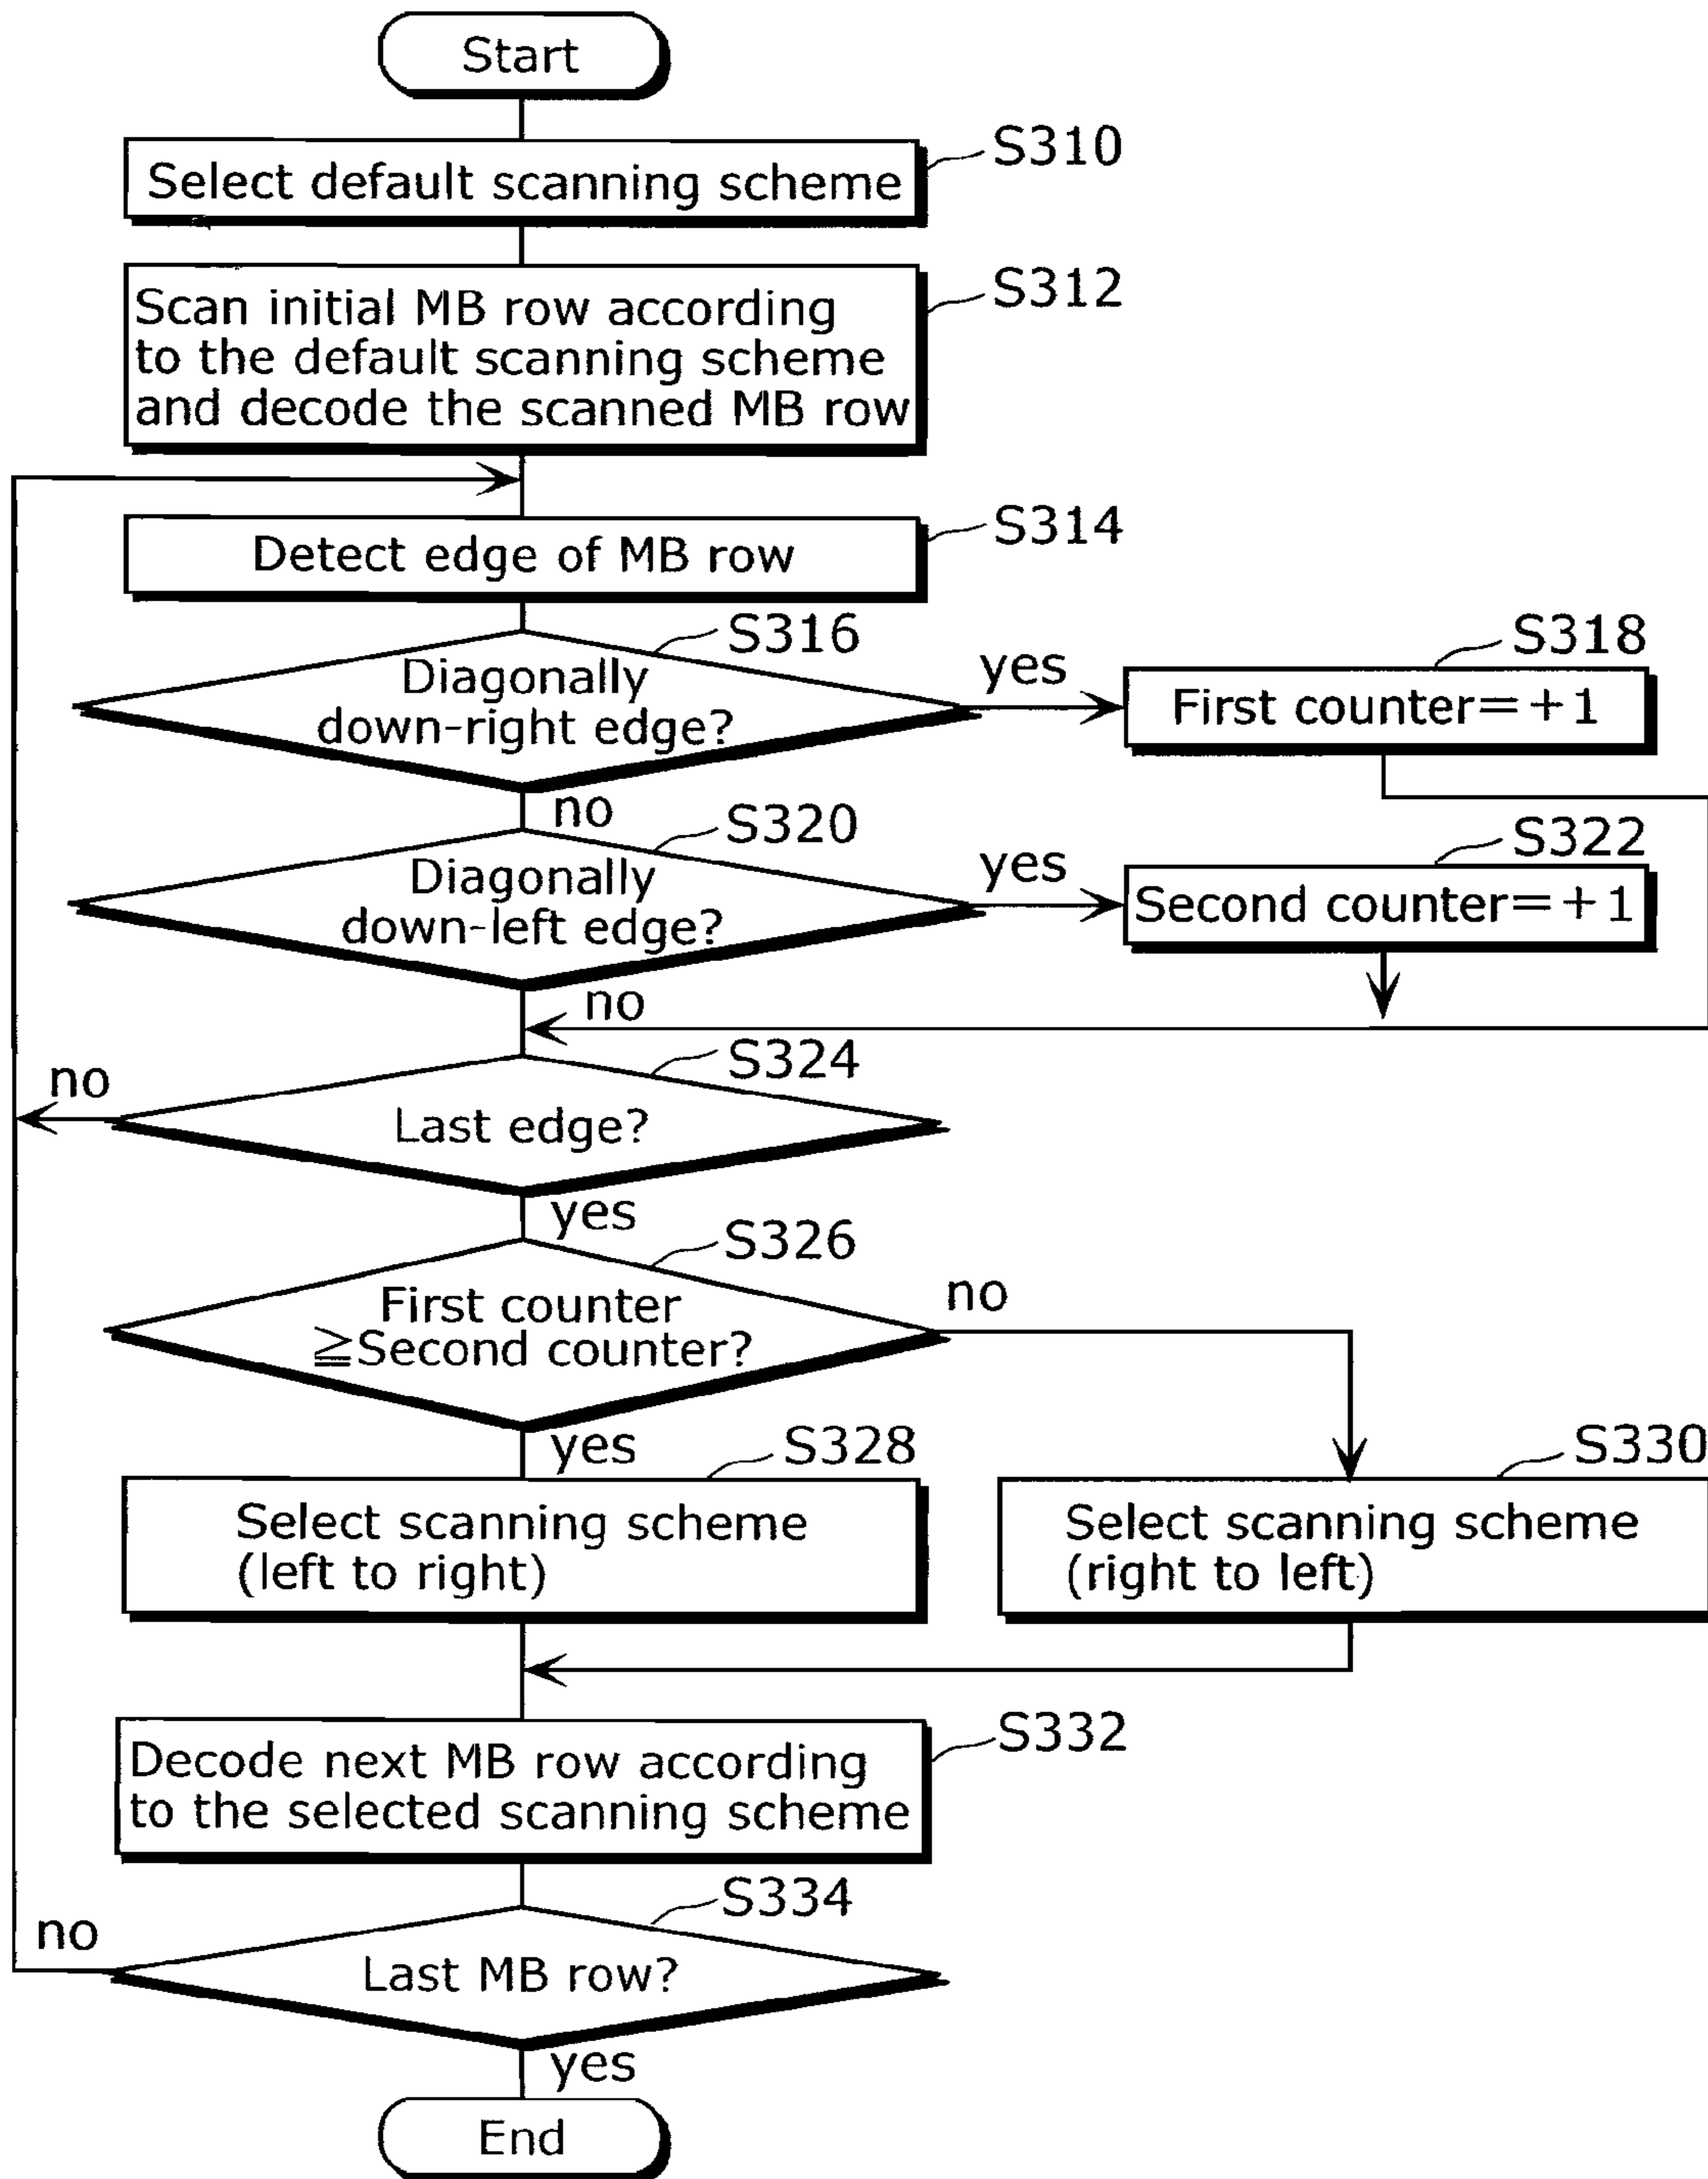 Start
S310
Select default scanning scheme
S312
Scan initial MB row according
to the default scanning scheme
and decode the scanned MB row
S314
Detect edge of MB row
S316
Diagonally
down-right edge?
yes
S318
First counter=+1
no
S320
Diagonally
down-left edge?
yes
S322
Second counter=+1
no
S324
Last edge?
no
yes
S326
First counter
≧Second counter?
no
yes
S328
Select scanning scheme
(left to right)
S330
Select scanning scheme
(right to left)
S332
Decode next MB row according
to the selected scanning scheme
S334
Last MB row?
no
yes
End